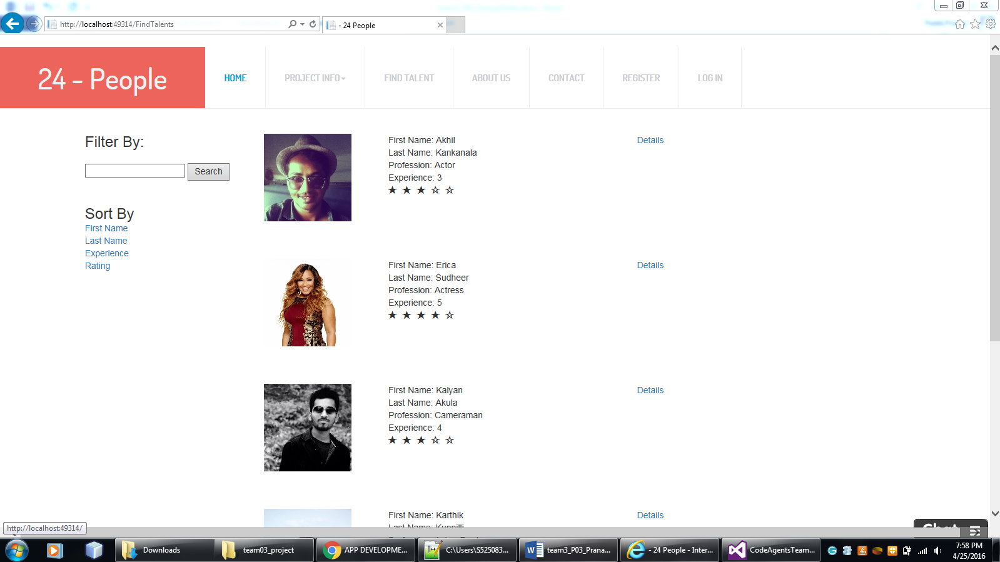 http://localhost:49314/FindTalents
- 24 People
24 - People
HOME
PROJECT INFO
FIND TALENT
ABOUT US
CONTACT
REGISTER
LOG IN
Filter By:
Search
Sort By
First Name
Last Name
Experience
Rating
First Name: Akhil
Last Name: Kankanala
Profession: Actor
Experience: 3
★ ★ ★ ☆ ☆
Details
First Name: Erica
Last Name: Sudheer
Profession: Actress
Experience: 5
★ ★ ★ ★ ☆
Details
First Name: Kalyan
Last Name: Akula
Profession: Cameraman
Experience: 4
★ ★ ★ ☆ ☆
Details
First Name: Karthik
Last Name: Kuppilli
Details
Chat
http://localhost:49314/
Downloads
team03_project
APP DEVELOPME...
C:\Users\S525083...
team3_P03_Prana...
- 24 People - Inter...
CodeAgentsTeam...
7:58 PM
4/25/2016